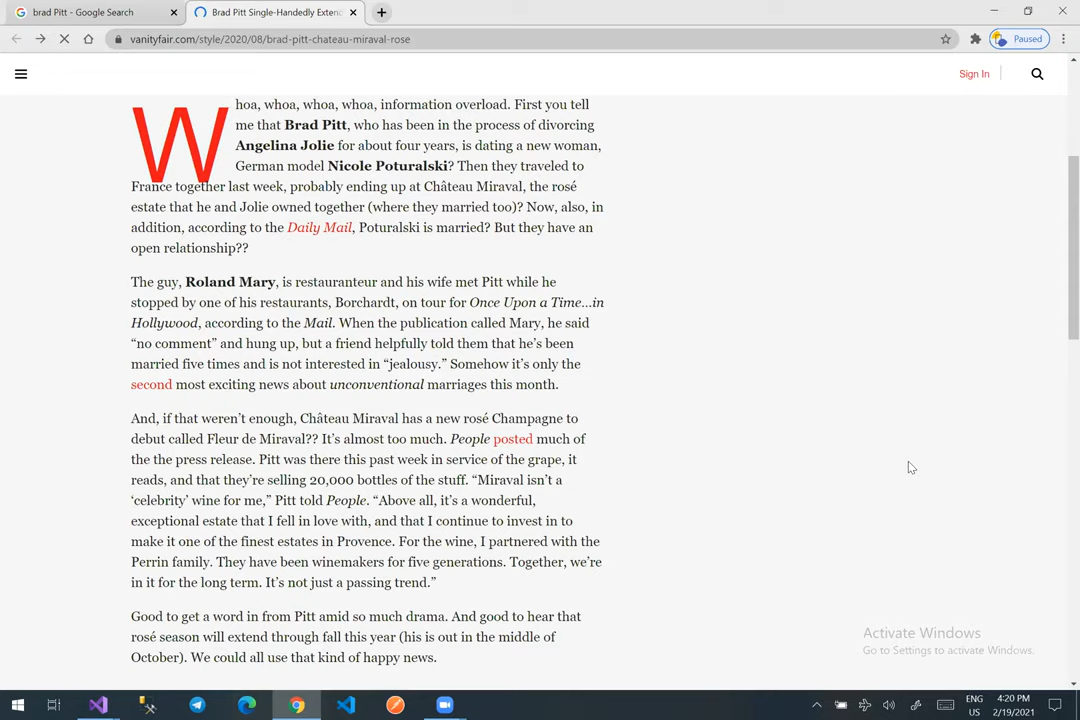 brad Pitt - Google Search
Brad Pitt Single-Handedly Extend
vanityfair.com/style/2020/08/brad-pitt-chateau-miraval-rose
Paused
Sign In
Whoa, whoa, whoa, whoa, information overload. First you tell
me that Brad Pitt, who has been in the process of divorcing
Angelina Jolie for about four years, is dating a new woman,
German model Nicole Poturalski? Then they traveled to
France together last week, probably ending up at Château Miraval, the rosé
estate that he and Jolie owned together (where they married too)? Now, also, in
addition, according to the Daily Mail, Poturalski is married? But they have an
open relationship??
The guy, Roland Mary, is restauranteur and his wife met Pitt while he
stopped by one of his restaurants, Borchardt, on tour for Once Upon a Time…in
Hollywood, according to the Mail. When the publication called Mary, he said
“no comment” and hung up, but a friend helpfully told them that he’s been
married five times and is not interested in “jealousy.” Somehow it’s only the
second most exciting news about unconventional marriages this month.
And, if that weren’t enough, Château Miraval has a new rosé Champagne to
debut called Fleur de Miraval?? It’s almost too much. People posted much of
the the press release. Pitt was there this past week in service of the grape, it
reads, and that they’re selling 20,000 bottles of the stuff. “Miraval isn’t a
‘celebrity’ wine for me,” Pitt told People. “Above all, it’s a wonderful,
exceptional estate that I fell in love with, and that I continue to invest in to
make it one of the finest estates in Provence. For the wine, I partnered with the
Perrin family. They have been winemakers for five generations. Together, we’re
in it for the long term. It’s not just a passing trend.”
Good to get a word in from Pitt amid so much drama. And good to hear that
rosé season will extend through fall this year (his is out in the middle of
October). We could all use that kind of happy news.
Activate Windows
Go to Settings to activate Windows.
ENG
US
4:20 PM
2/19/2021